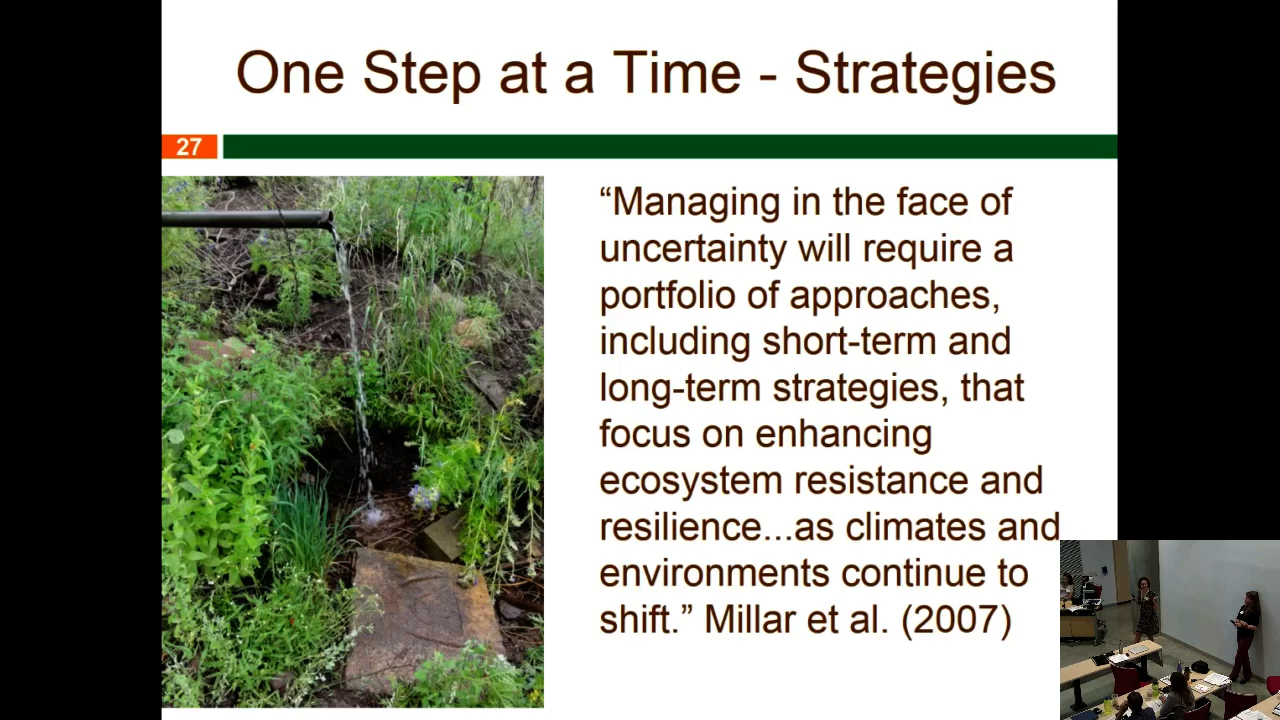 One Step at a Time - Strategies
27
“Managing in the face of
uncertainty will require a
portfolio of approaches,
including short-term and
long-term strategies, that
focus on enhancing
ecosystem resistance and
resilience...as climates and
environments continue to
shift.” Millar et al. (2007)